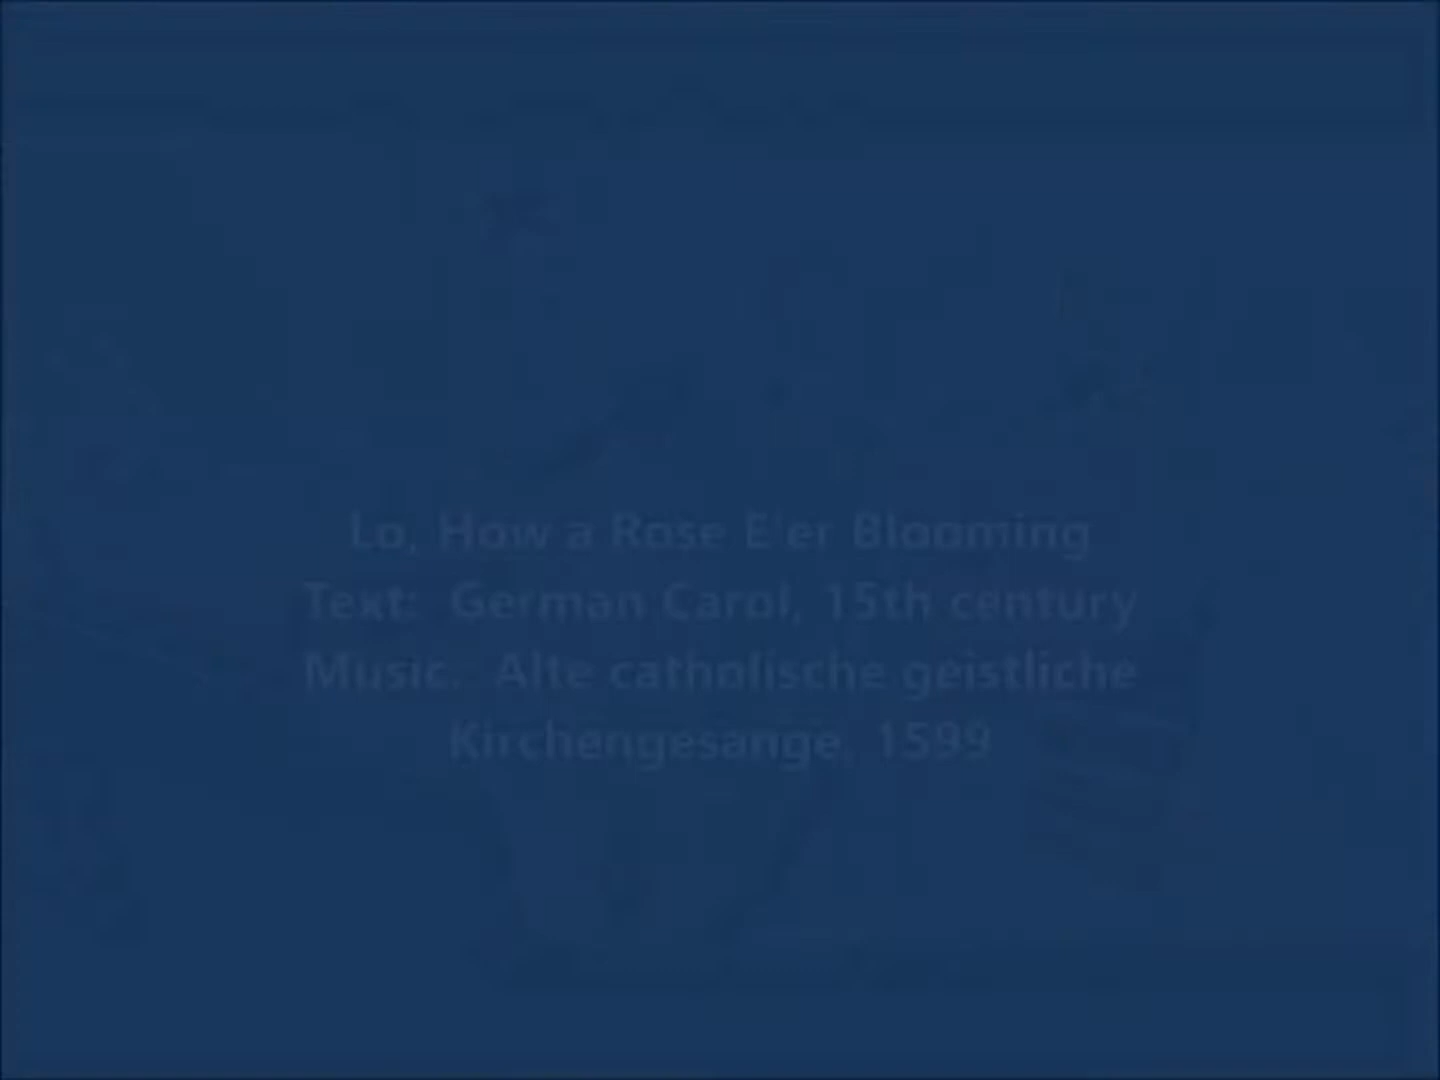 Lo, How a Rose E'er Blooming
Text: German Carol, 15th century
Music: Alte catholische geistliche
Kirchengesange, 1599